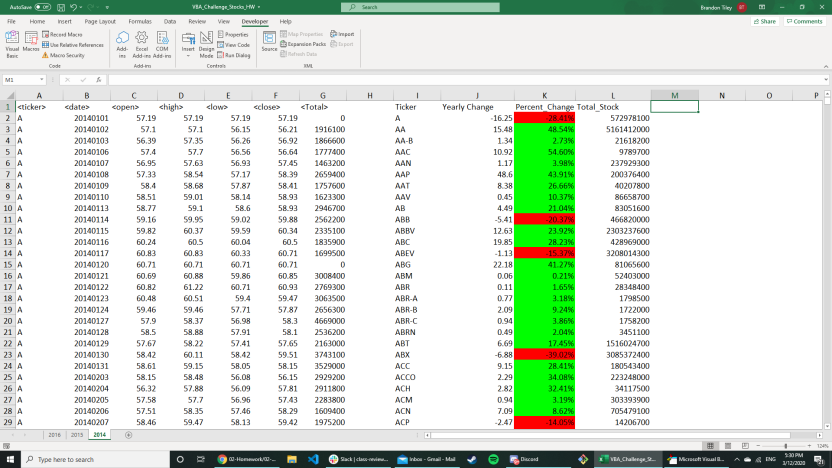 AutoSave Off VBA_Challenge_Stocks_HW Search Brandon Tiley BT
File Home Insert Page Layout Formulas Data Review View Developer Help Share Comments
Visual Basic Macros Record Macro Use Relative References Macro Security
Add-ins Excel Add-ins COM Add-ins
Insert Design Mode Properties View Code Run Dialog
Source Map Properties Expansion Packs Refresh Data Import Export
Code Add-ins Controls XML
M1 fx
A B C D E F G H I J K L M N O P
1 <ticker> <date> <open> <high> <low> <close> <Total> Ticker Yearly Change Percent_Change Total_Stock
2 A 20140101 57.19 57.19 57.19 57.19 0 A -16.25 -28.41% 572978100
3 A 20140102 57.1 57.1 56.15 56.21 1916100 AA 15.48 48.54% 5161412000
4 A 20140103 56.39 57.35 56.26 56.92 1866600 AA-B 1.34 2.73% 21618200
5 A 20140106 57.4 57.7 56.56 56.64 1777400 AAC 10.92 54.60% 9789700
6 A 20140107 56.95 57.63 56.93 57.45 1463200 AAN 1.17 3.98% 237929300
7 A 20140108 57.33 58.54 57.17 58.39 2659400 AAP 48.6 43.91% 200376400
8 A 20140109 58.4 58.68 57.87 58.41 1757600 AAT 8.38 26.66% 40207800
9 A 20140110 58.51 59.01 58.14 58.93 1623300 AAV 0.45 10.37% 86658700
10 A 20140113 58.77 59.1 58.6 58.93 2946700 AB 4.49 21.04% 83051600
11 A 20140114 59.16 59.95 59.02 59.88 2562200 ABB -5.41 -20.37% 466820000
12 A 20140115 59.82 60.37 59.59 60.34 2335100 ABBV 12.63 23.92% 2303237600
13 A 20140116 60.24 60.5 60.04 60.5 1835900 ABC 19.85 28.23% 428969000
14 A 20140117 60.83 60.83 60.33 60.71 1699500 ABEV -1.13 -15.37% 3208014300
15 A 20140120 60.71 60.71 60.71 60.71 0 ABG 22.18 41.27% 81065600
16 A 20140121 60.69 60.88 59.86 60.85 3008400 ABM 0.06 0.21% 52403000
17 A 20140122 60.82 61.22 60.71 60.93 2769300 ABR 0.11 1.65% 28348400
18 A 20140123 60.48 60.51 59.4 59.47 3063500 ABR-A 0.77 3.18% 1798500
19 A 20140124 59.46 59.46 57.71 57.87 2656300 ABR-B 2.09 9.24% 1722000
20 A 20140127 57.9 58.37 56.98 58.3 4669000 ABR-C 0.94 3.86% 1758200
21 A 20140128 58.5 58.88 57.91 58.1 2536200 ABRN 0.49 2.04% 3451100
22 A 20140129 57.67 58.22 57.41 57.65 2163000 ABT 6.69 17.45% 1516024700
23 A 20140130 58.42 60.11 58.42 59.51 3743100 ABX -6.88 -39.02% 3085372400
24 A 20140131 58.61 59.15 58.05 58.15 3529000 ACC 9.15 28.41% 180543400
25 A 20140203 58.15 58.48 56.08 56.15 2929200 ACCO 2.29 34.08% 223248000
26 A 20140204 56.32 57.88 56.09 57.81 2911800 ACH 2.82 32.41% 34117500
27 A 20140205 57.58 57.7 56.96 57.43 2283800 ACM 0.94 3.19% 303393900
28 A 20140206 57.51 58.35 57.46 58.29 1609400 ACN 7.09 8.62% 705479100
29 A 20140207 58.46 59.47 58.13 59.42 1975200 ACP -2.47 -14.05% 14206700
2016 2015 2014
124%
Type here to search 02-Homework/02-... Slack | class-review... Inbox - Gmail - Mail Discord VBA_Challenge_St... Microsoft Visual B... ENG 5:30 PM
3/12/2020